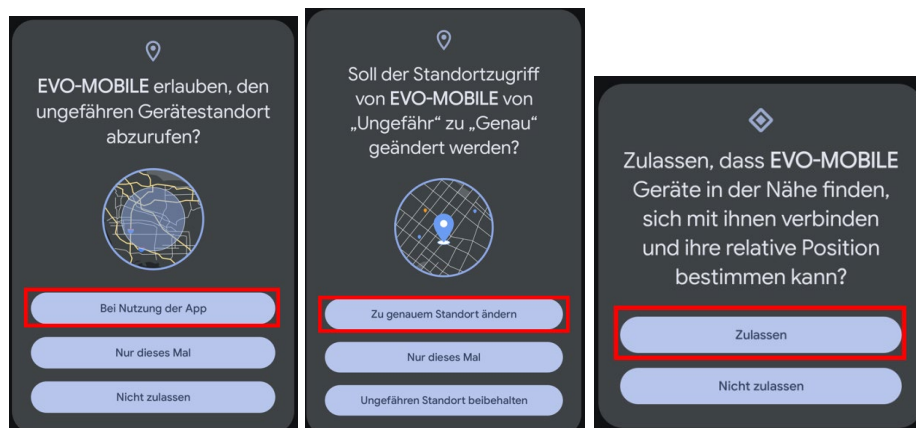 EVO-MOBILE erlauben, den
ungefähren Gerätestandort
abzurufen?
Bei Nutzung der App
Nur dieses Mal
Nicht zulassen
Soll der Standortzugriff
von EVO-MOBILE von
„Ungefähr“ zu „Genau“
geändert werden?
Zu genauem Standort ändern
Nur dieses Mal
Ungefähren Standort beibehalten
Zulassen, dass EVO-MOBILE
Geräte in der Nähe finden,
sich mit ihnen verbinden
und ihre relative Position
bestimmen kann?
Zulassen
Nicht zulassen